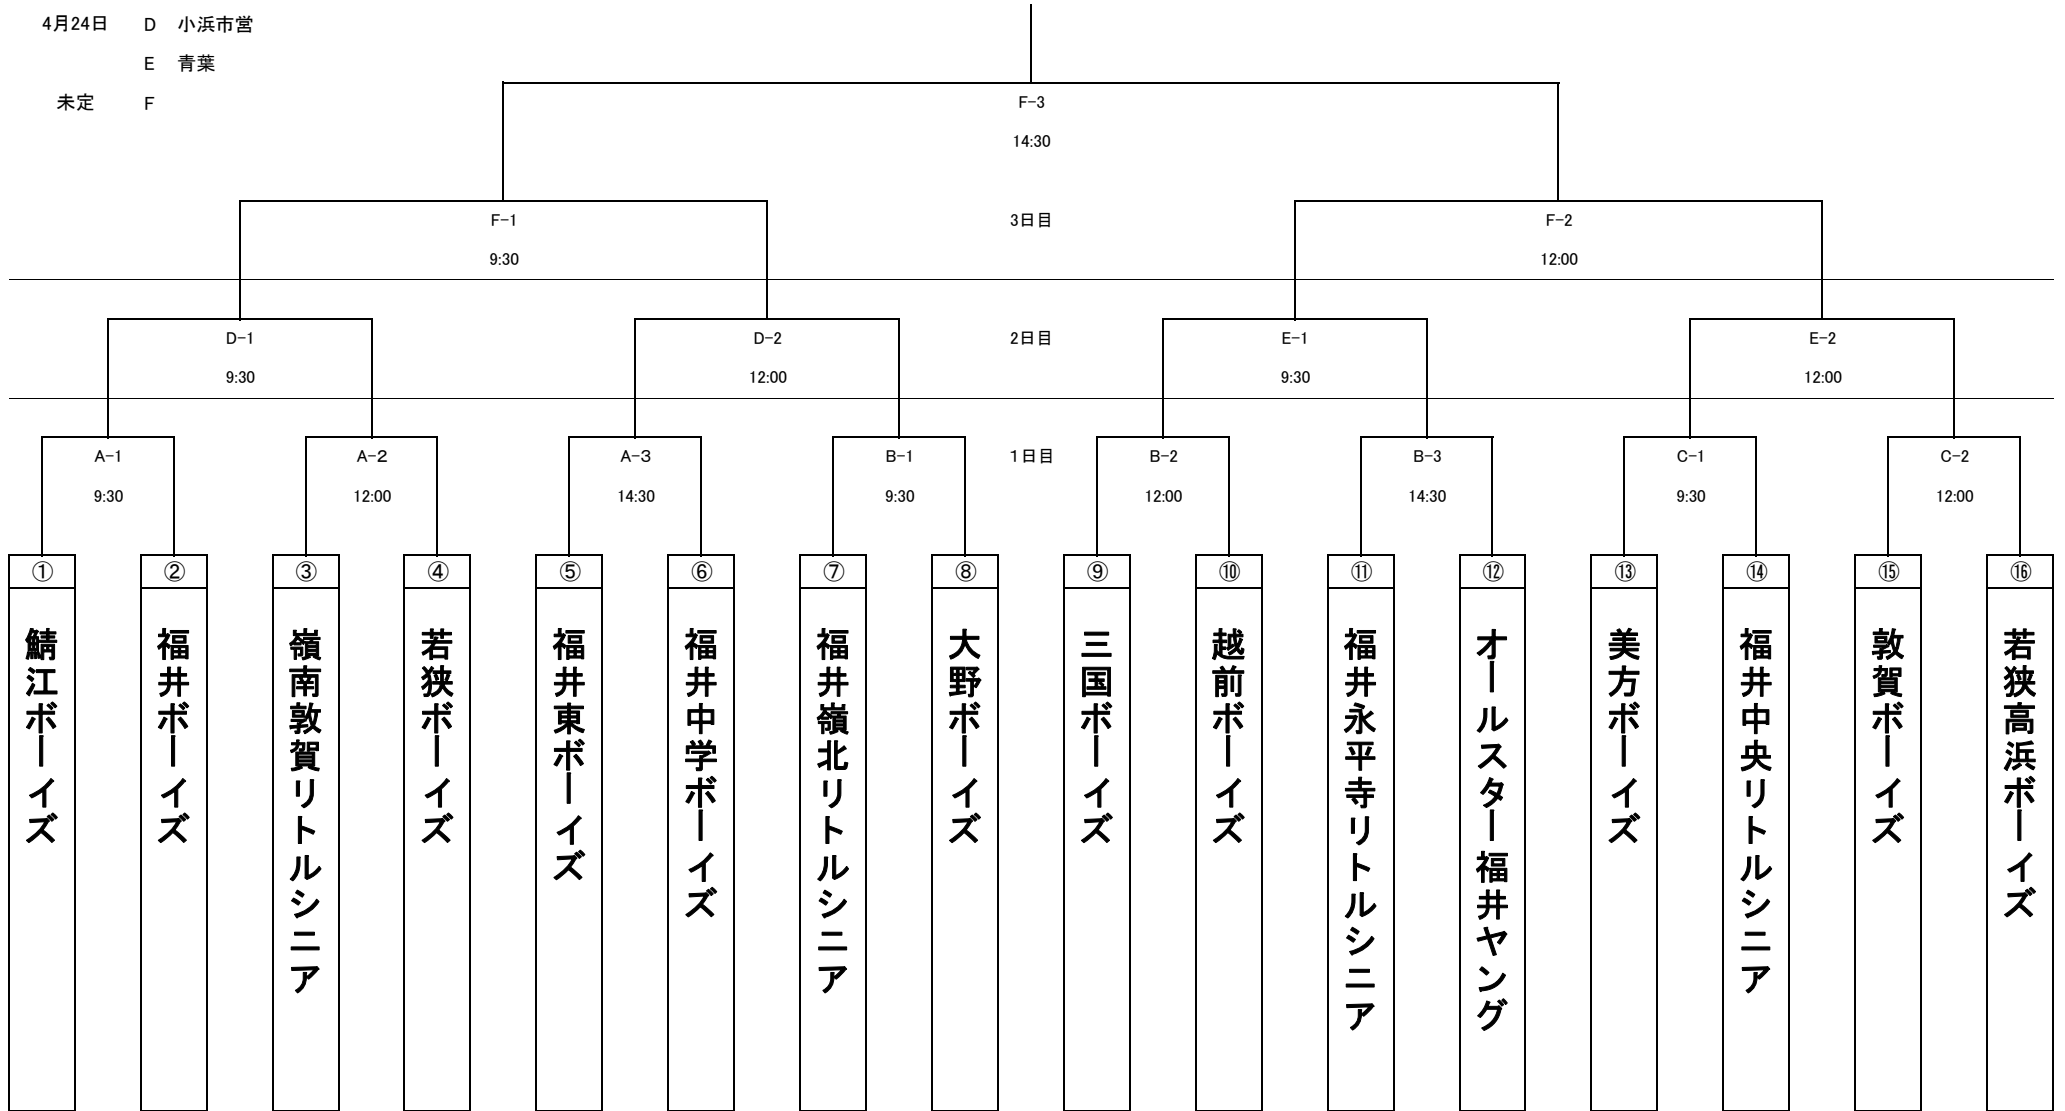 4月24日 D 小浜市営
E 青葉
未定 F
F-3
14:30
F-1 3日目 F-2
9:30 12:00
D-1 D-2 2日目 E-1 E-2
9:30 12:00 9:30 12:00
A-1 A-2 A-3 B-1 1日目 B-2 B-3 C-1 C-2
9:30 12:00 14:30 9:30 12:00 14:30 9:30 12:00
① ② ③ ④ ⑤ ⑥ ⑦ ⑧ ⑨ ⑩ ⑪ ⑫ ⑬ ⑭ ⑮ ⑯
鯖江ボーイズ
福井ボーイズ
嶺南敦賀リトルシニア
若狭ボーイズ
福井東ボーイズ
福井中学ボーイズ
福井嶺北リトルシニア
大野ボーイズ
三国ボーイズ
越前ボーイズ
福井永平寺リトルシニア
オールスター福井ヤング
美方ボーイズ
福井中央リトルシニア
敦賀ボーイズ
若狭高浜ボーイズ